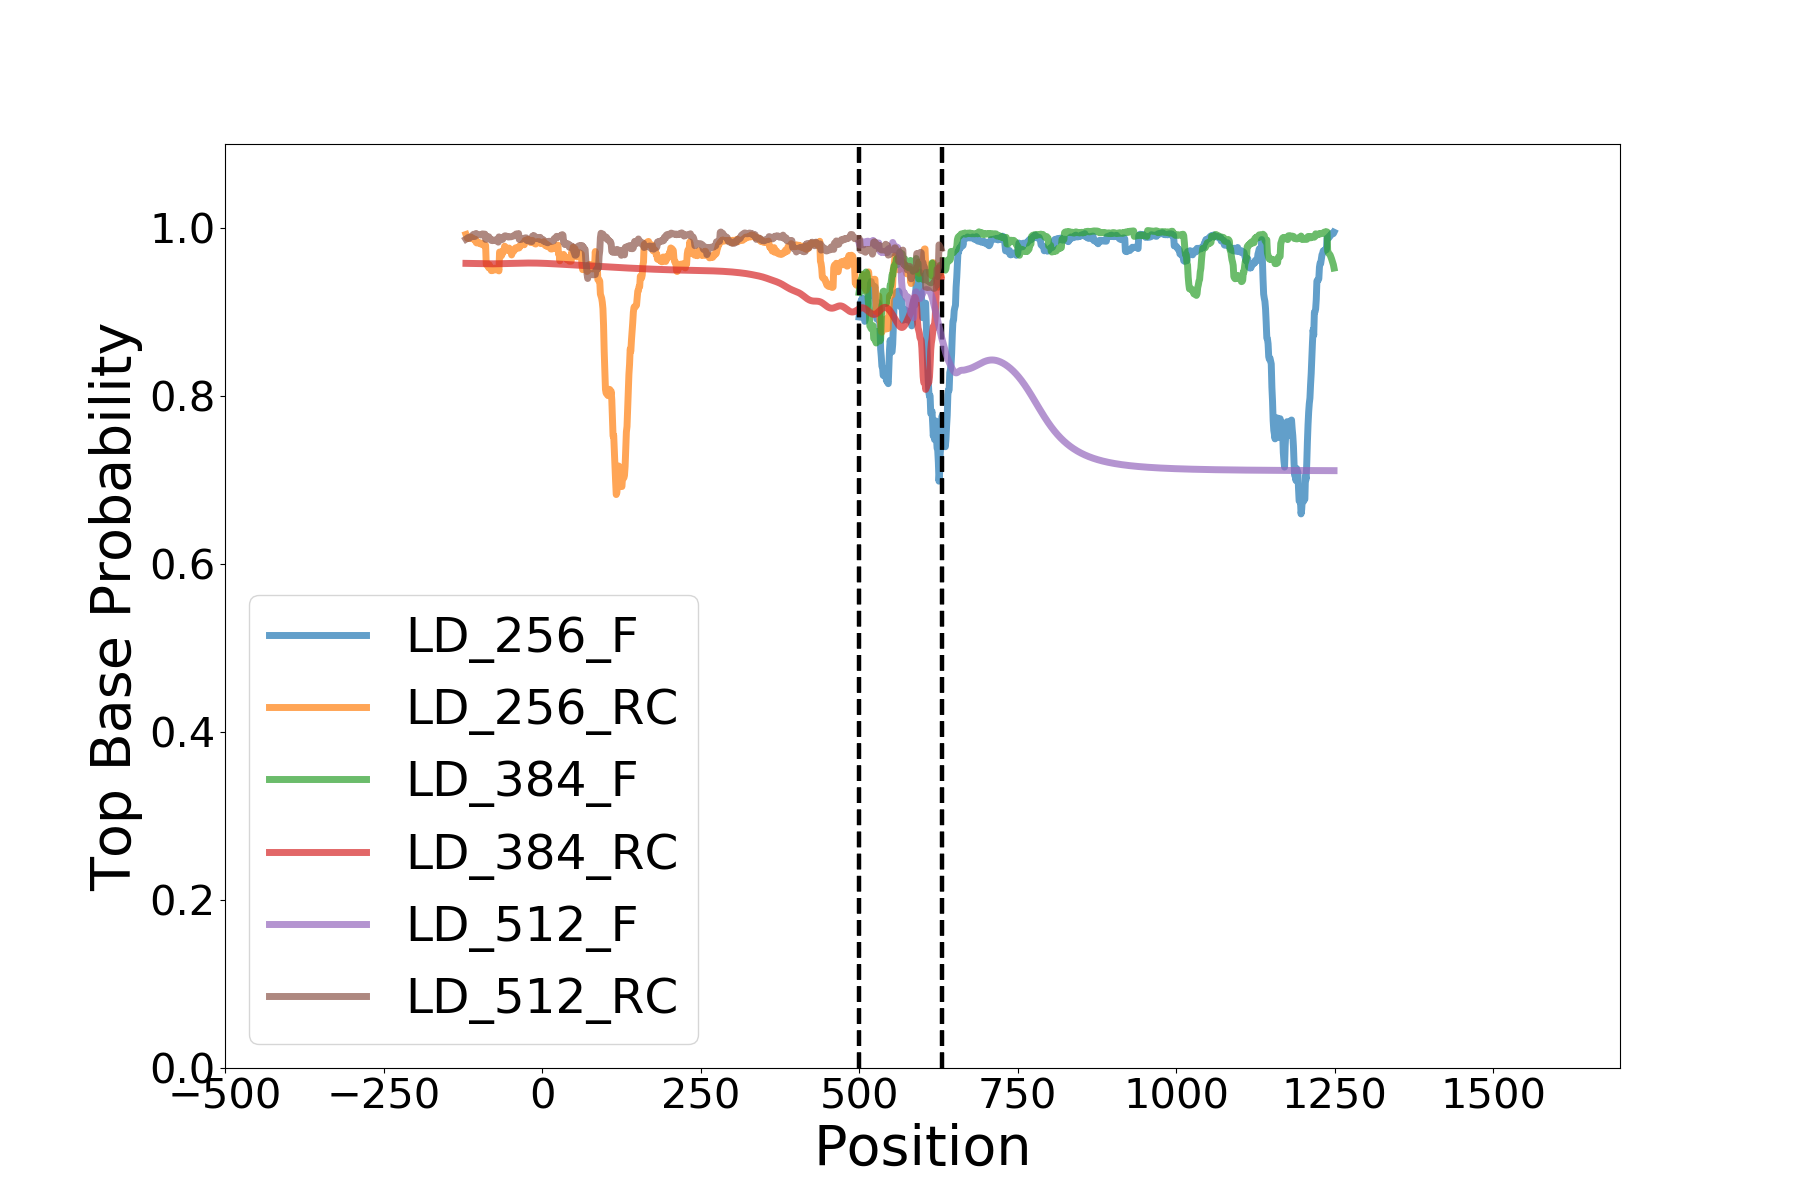 Top Base Probability
1.0
0.8
0.6
0.4
0.2
0.0
LD_256_F
LD_256_RC
LD_384_F
LD_384_RC
LD_512_F
LD_512_RC
−500 −250 0 250 500 750 1000 1250 1500
Position